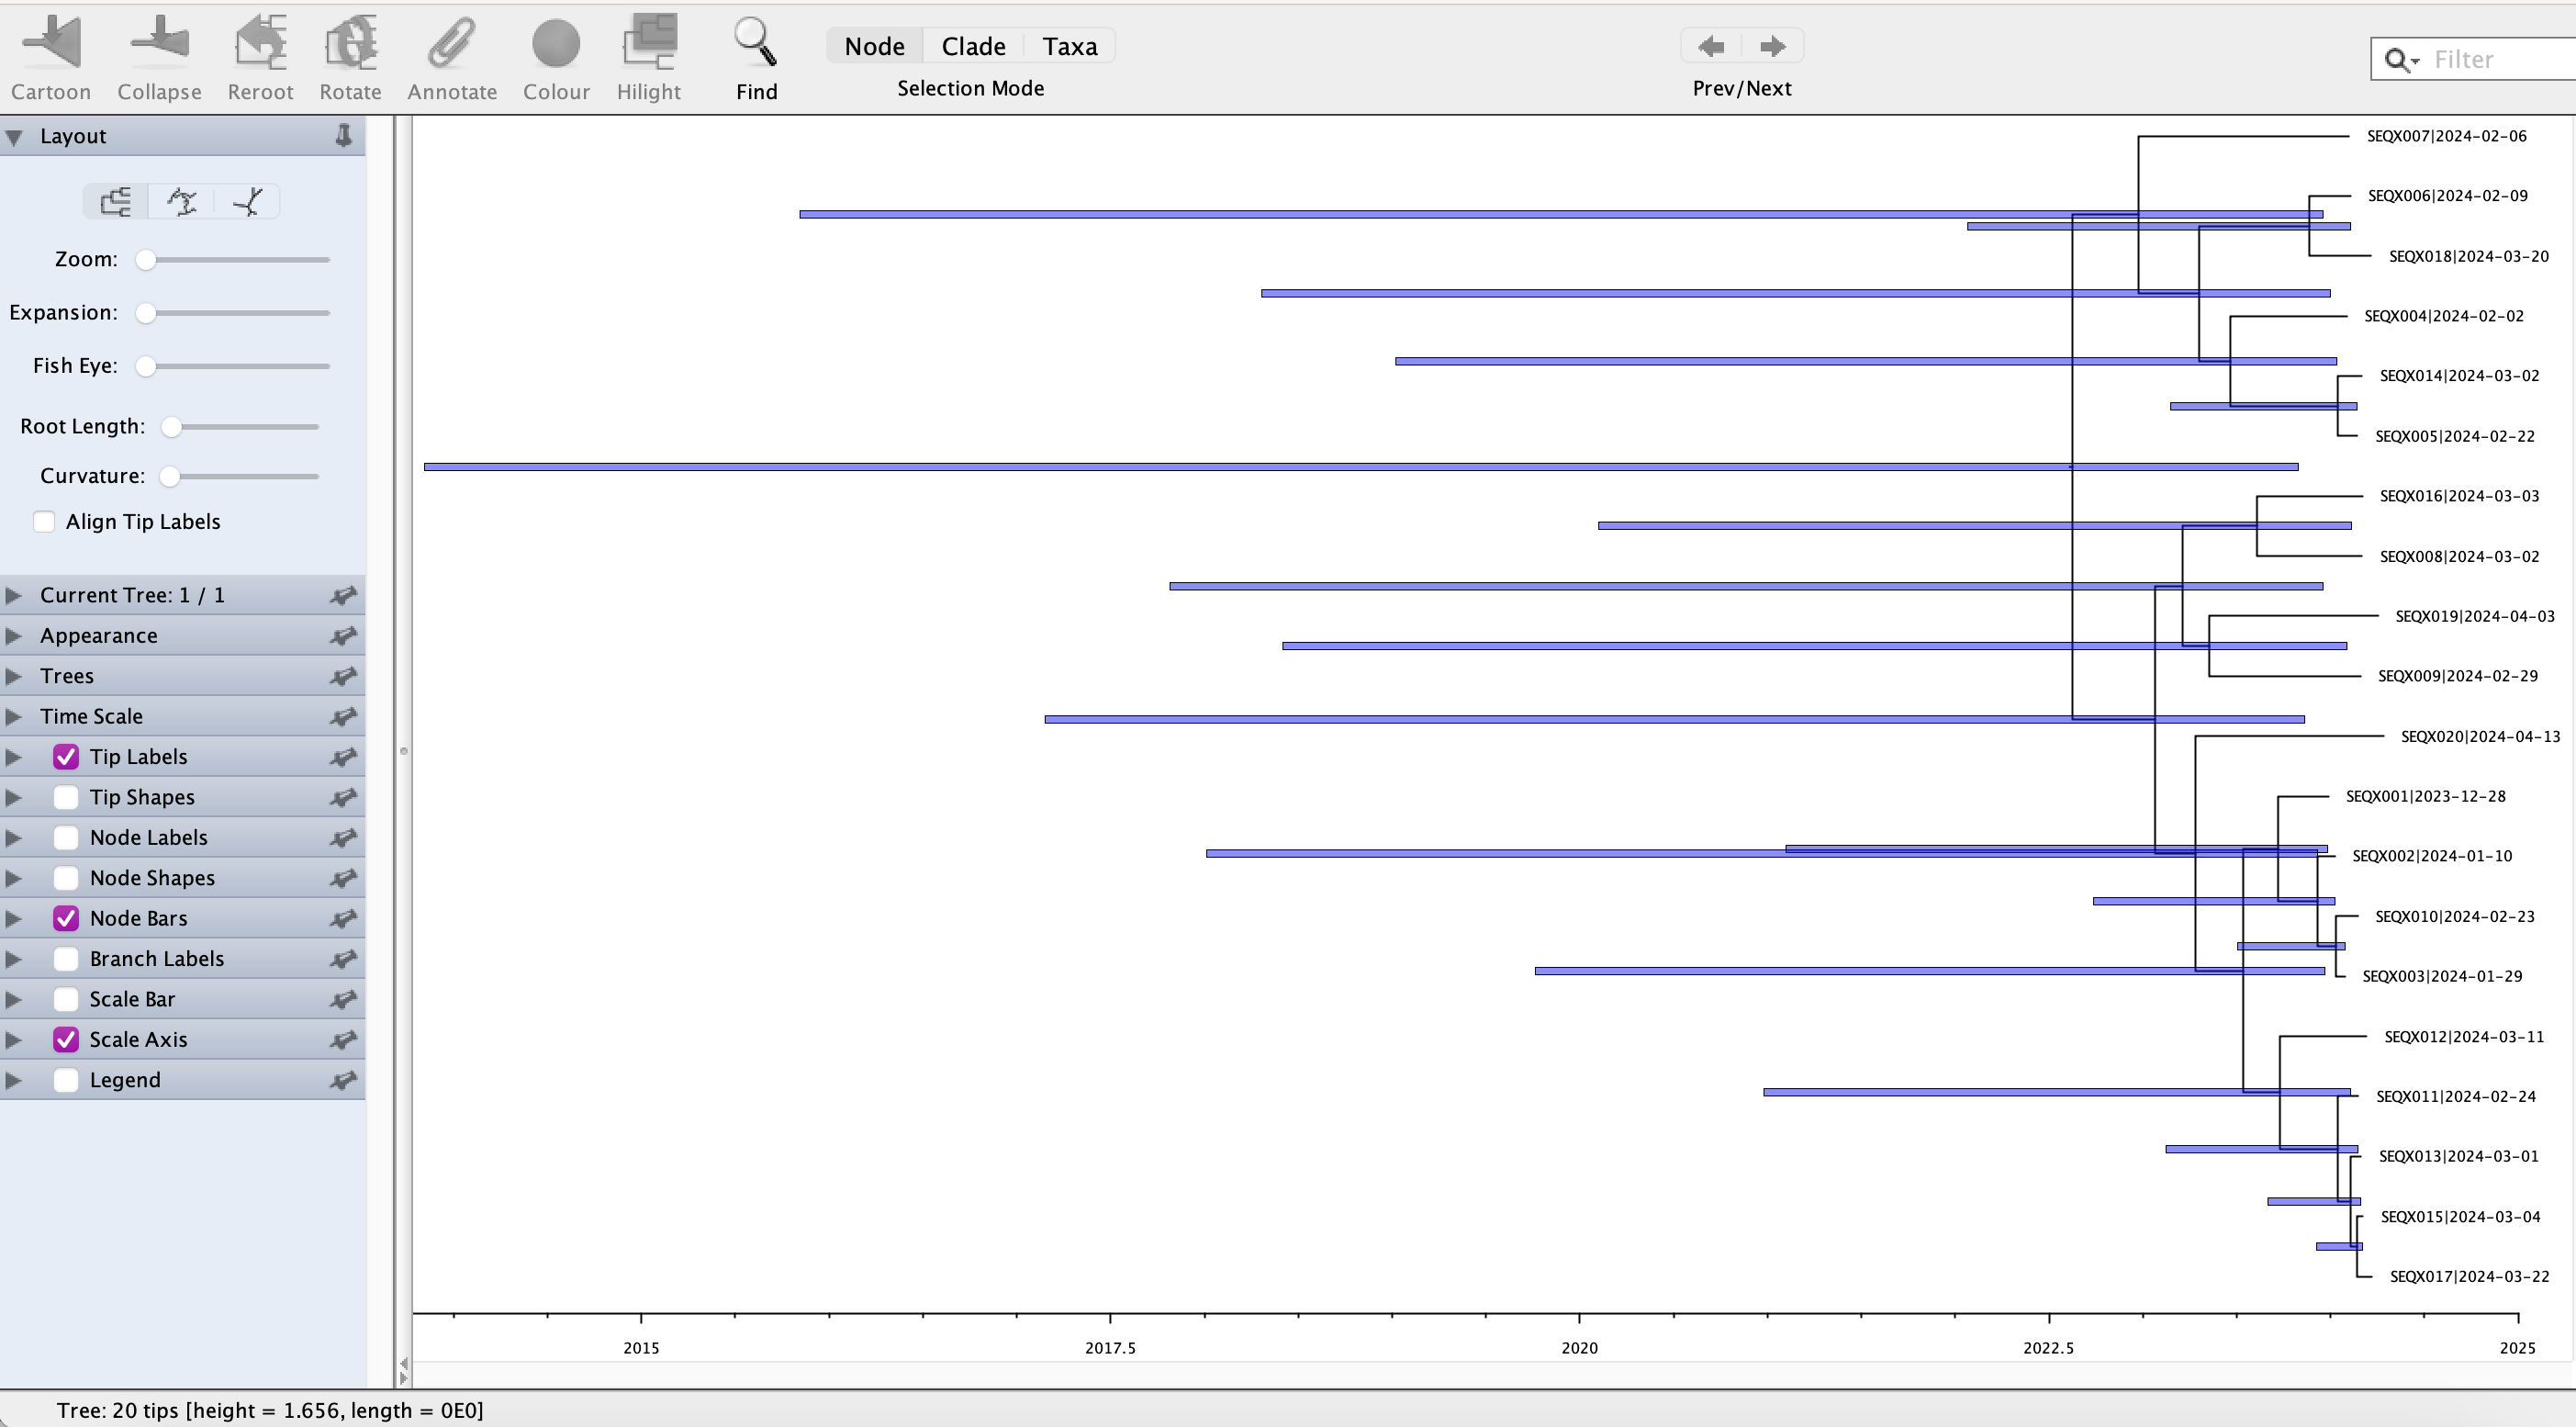 Cartoon Collapse Reroot Rotate Annotate Colour Hilight Find
Node Clade Taxa
Selection Mode
Prev/Next
Filter
Layout
Zoom:
Expansion:
Fish Eye:
Root Length:
Curvature:
Align Tip Labels
Current Tree: 1 / 1
Appearance
Trees
Time Scale
Tip Labels
Tip Shapes
Node Labels
Node Shapes
Node Bars
Branch Labels
Scale Bar
Scale Axis
Legend
SEQX007|2024-02-06
SEQX006|2024-02-09
SEQX018|2024-03-20
SEQX004|2024-02-02
SEQX014|2024-03-02
SEQX005|2024-02-22
SEQX016|2024-03-03
SEQX008|2024-03-02
SEQX019|2024-04-03
SEQX009|2024-02-29
SEQX020|2024-04-13
SEQX001|2023-12-28
SEQX002|2024-01-10
SEQX010|2024-02-23
SEQX003|2024-01-29
SEQX012|2024-03-11
SEQX011|2024-02-24
SEQX013|2024-03-01
SEQX015|2024-03-04
SEQX017|2024-03-22
2015 2017.5 2020 2022.5 2025
Tree: 20 tips [height = 1.656, length = 0E0]